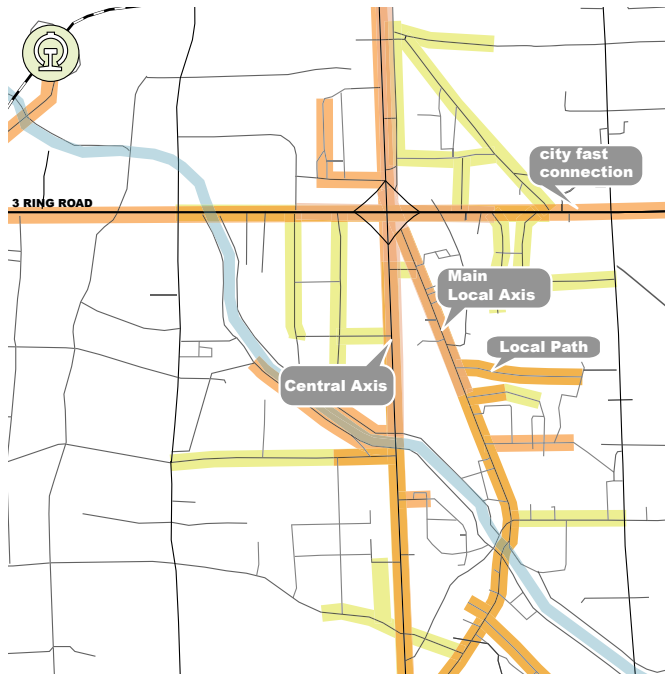 city fast
connection
3 RING ROAD
Main
Local Axis
Local Path
Central Axis